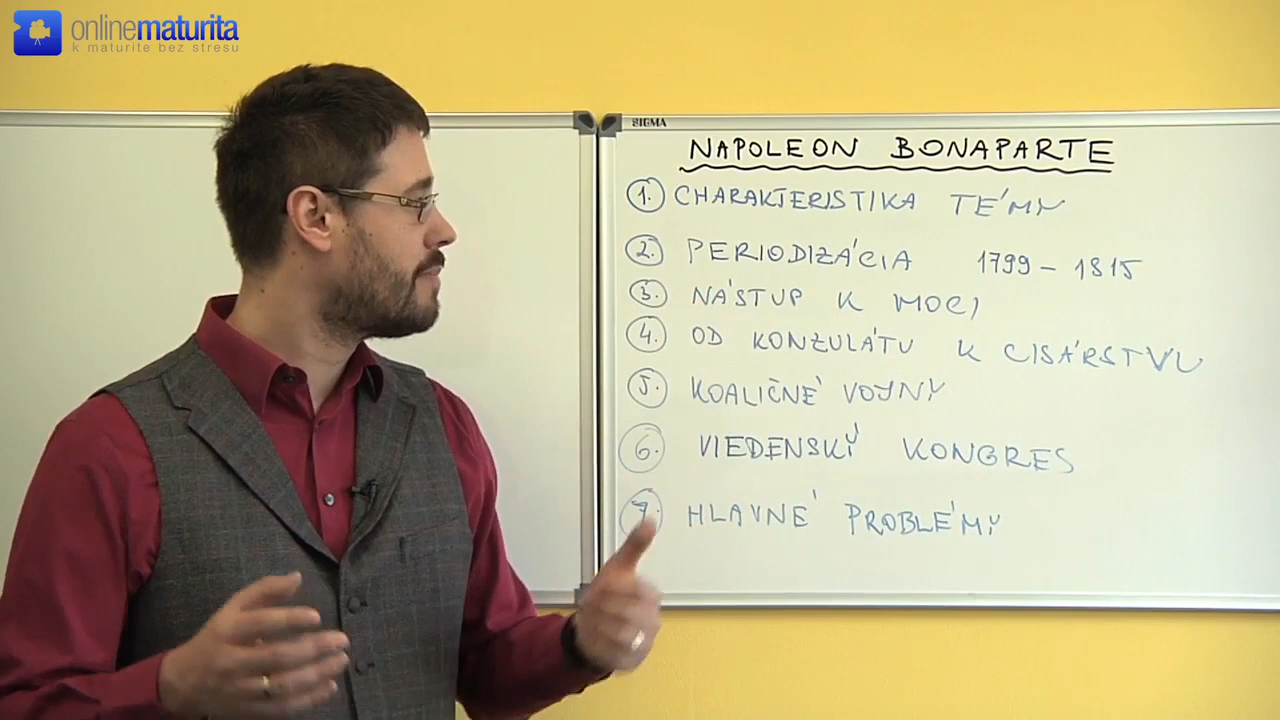 onlinematurita
k maturite bez stresu
SIGMA
NAPOLEON BONAPARTE
1. CHARAKTERISTIKA TÉMY
2. PERIODIZÁCIA 1799 - 1815
3. NÁSTUP K MOCI
4. OD KONZULÁTU K CISÁRSTVU
5. KOALIČNÉ VOJNY
6. VIEDENSKÝ KONGRES
7. HLAVNÉ PROBLÉMY